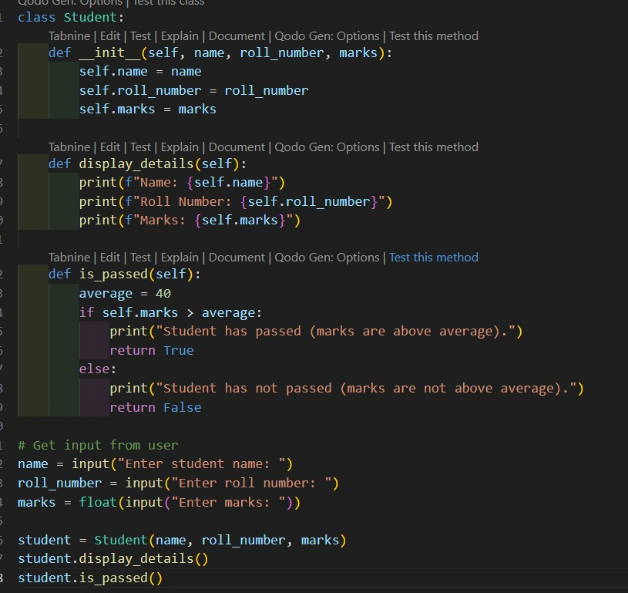 Qodo Gen: Options | Test this class
class Student:
Tabnine | Edit | Test | Explain | Document | Qodo Gen: Options | Test this method
    def __init__(self, name, roll_number, marks):
        self.name = name
        self.roll_number = roll_number
        self.marks = marks
Tabnine | Edit | Test | Explain | Document | Qodo Gen: Options | Test this method
    def display_details(self):
        print(f"Name: {self.name}")
        print(f"Roll Number: {self.roll_number}")
        print(f"Marks: {self.marks}")
Tabnine | Edit | Test | Explain | Document | Qodo Gen: Options | Test this method
    def is_passed(self):
        average = 40
        if self.marks > average:
            print("Student has passed (marks are above average).")
            return True
        else:
            print("Student has not passed (marks are not above average).")
            return False
# Get input from user
name = input("Enter student name: ")
roll_number = input("Enter roll number: ")
marks = float(input("Enter marks: "))
student = Student(name, roll_number, marks)
student.display_details()
student.is_passed()